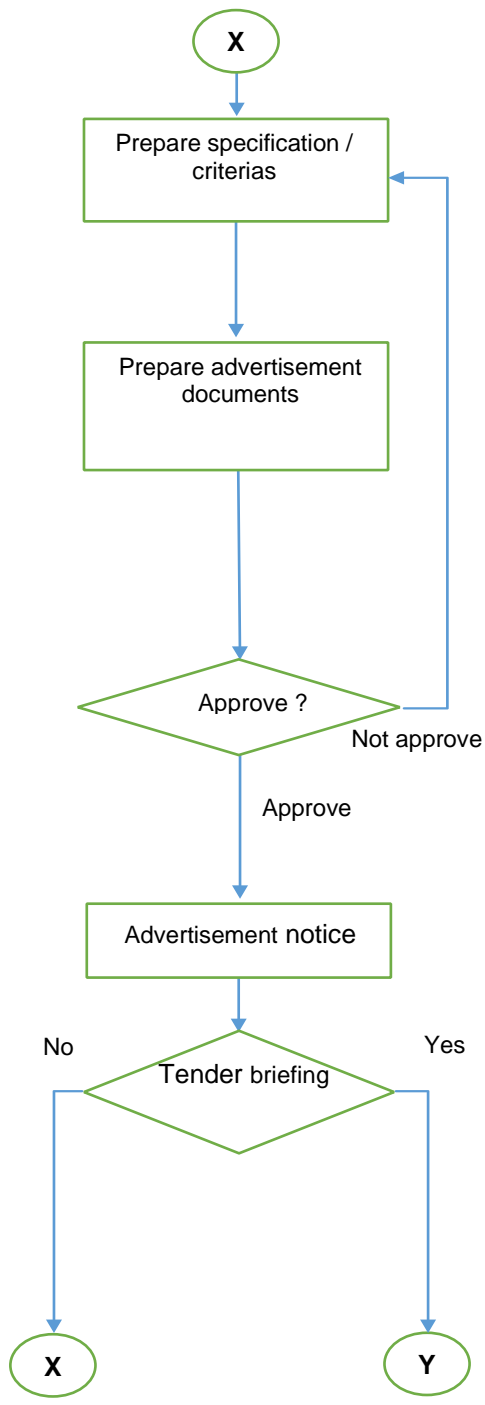 X
Prepare specification /
criterias
Prepare advertisement
documents
Approve ?
Not approve
Approve
Advertisement notice
No
Yes
Tender briefing
X
Y